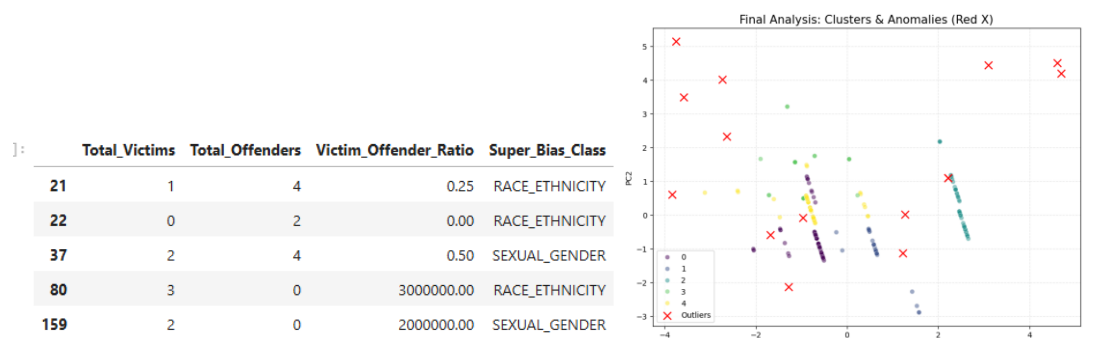 ]:
Total_Victims Total_Offenders Victim_Offender_Ratio Super_Bias_Class
21 1 4 0.25 RACE_ETHNICITY
22 0 2 0.00 RACE_ETHNICITY
37 2 4 0.50 SEXUAL_GENDER
80 3 0 3000000.00 RACE_ETHNICITY
159 2 0 2000000.00 SEXUAL_GENDER
Final Analysis: Clusters & Anomalies (Red X)
5
4
3
2
1
0
−1
−2
−3
PC2
0
1
2
3
4
Outliers
−4 −2 0 2 4